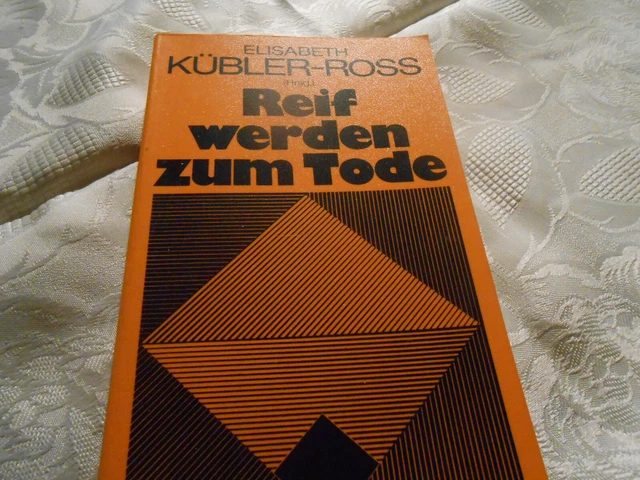 ELISABETH
KÜBLER-ROSS
Reif
werden
zum Tode